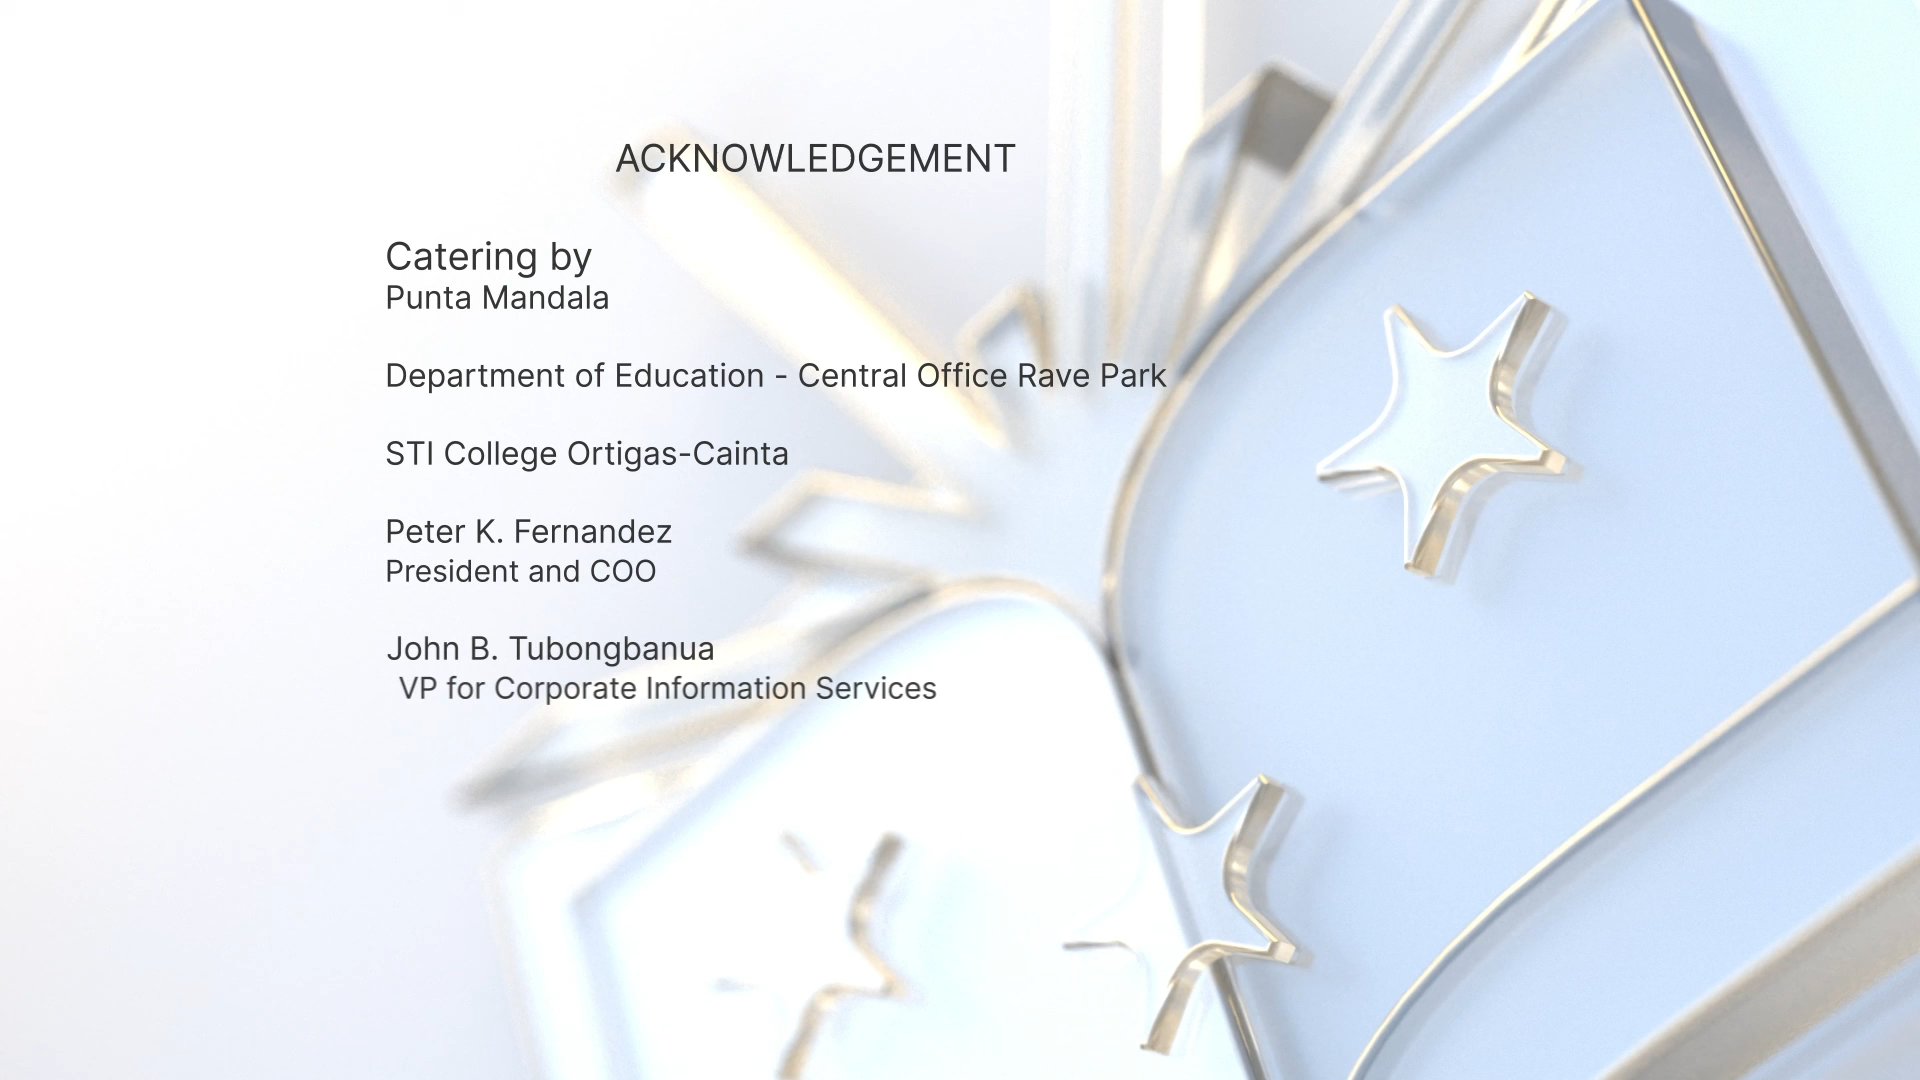 ACKNOWLEDGEMENT
Catering by
Punta Mandala
Department of Education - Central Office Rave Park
STI College Ortigas-Cainta
Peter K. Fernandez
President and COO
John B. Tubongbanua
VP for Corporate Information Services